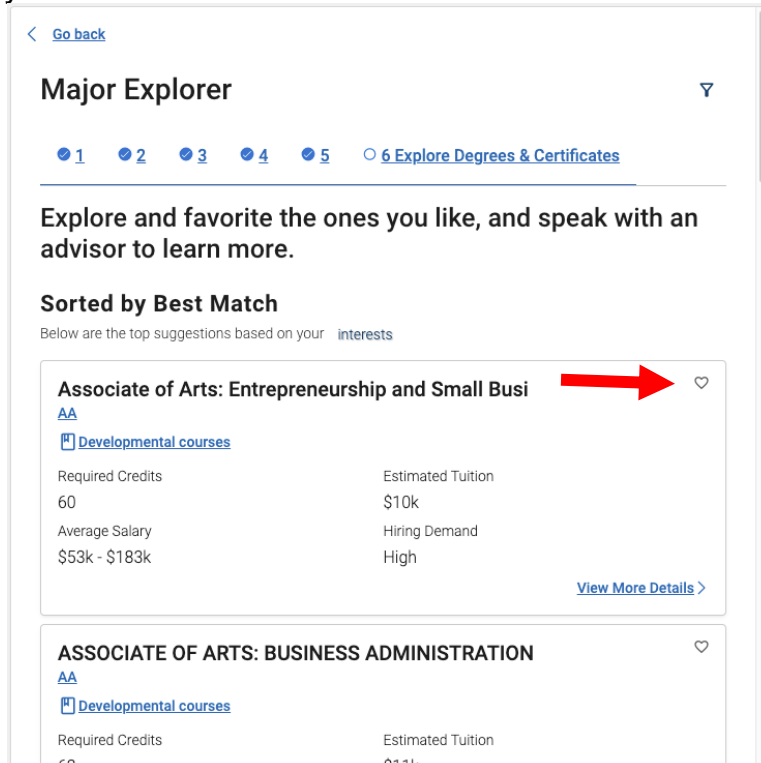 Go back
Major Explorer
1 2 3 4 5 6 Explore Degrees & Certificates
Explore and favorite the ones you like, and speak with an
advisor to learn more.
Sorted by Best Match
Below are the top suggestions based on your interests
Associate of Arts: Entrepreneurship and Small Busi
AA
Developmental courses
Required Credits Estimated Tuition
60 $10k
Average Salary Hiring Demand
$53k - $183k High
View More Details
ASSOCIATE OF ARTS: BUSINESS ADMINISTRATION
AA
Developmental courses
Required Credits Estimated Tuition